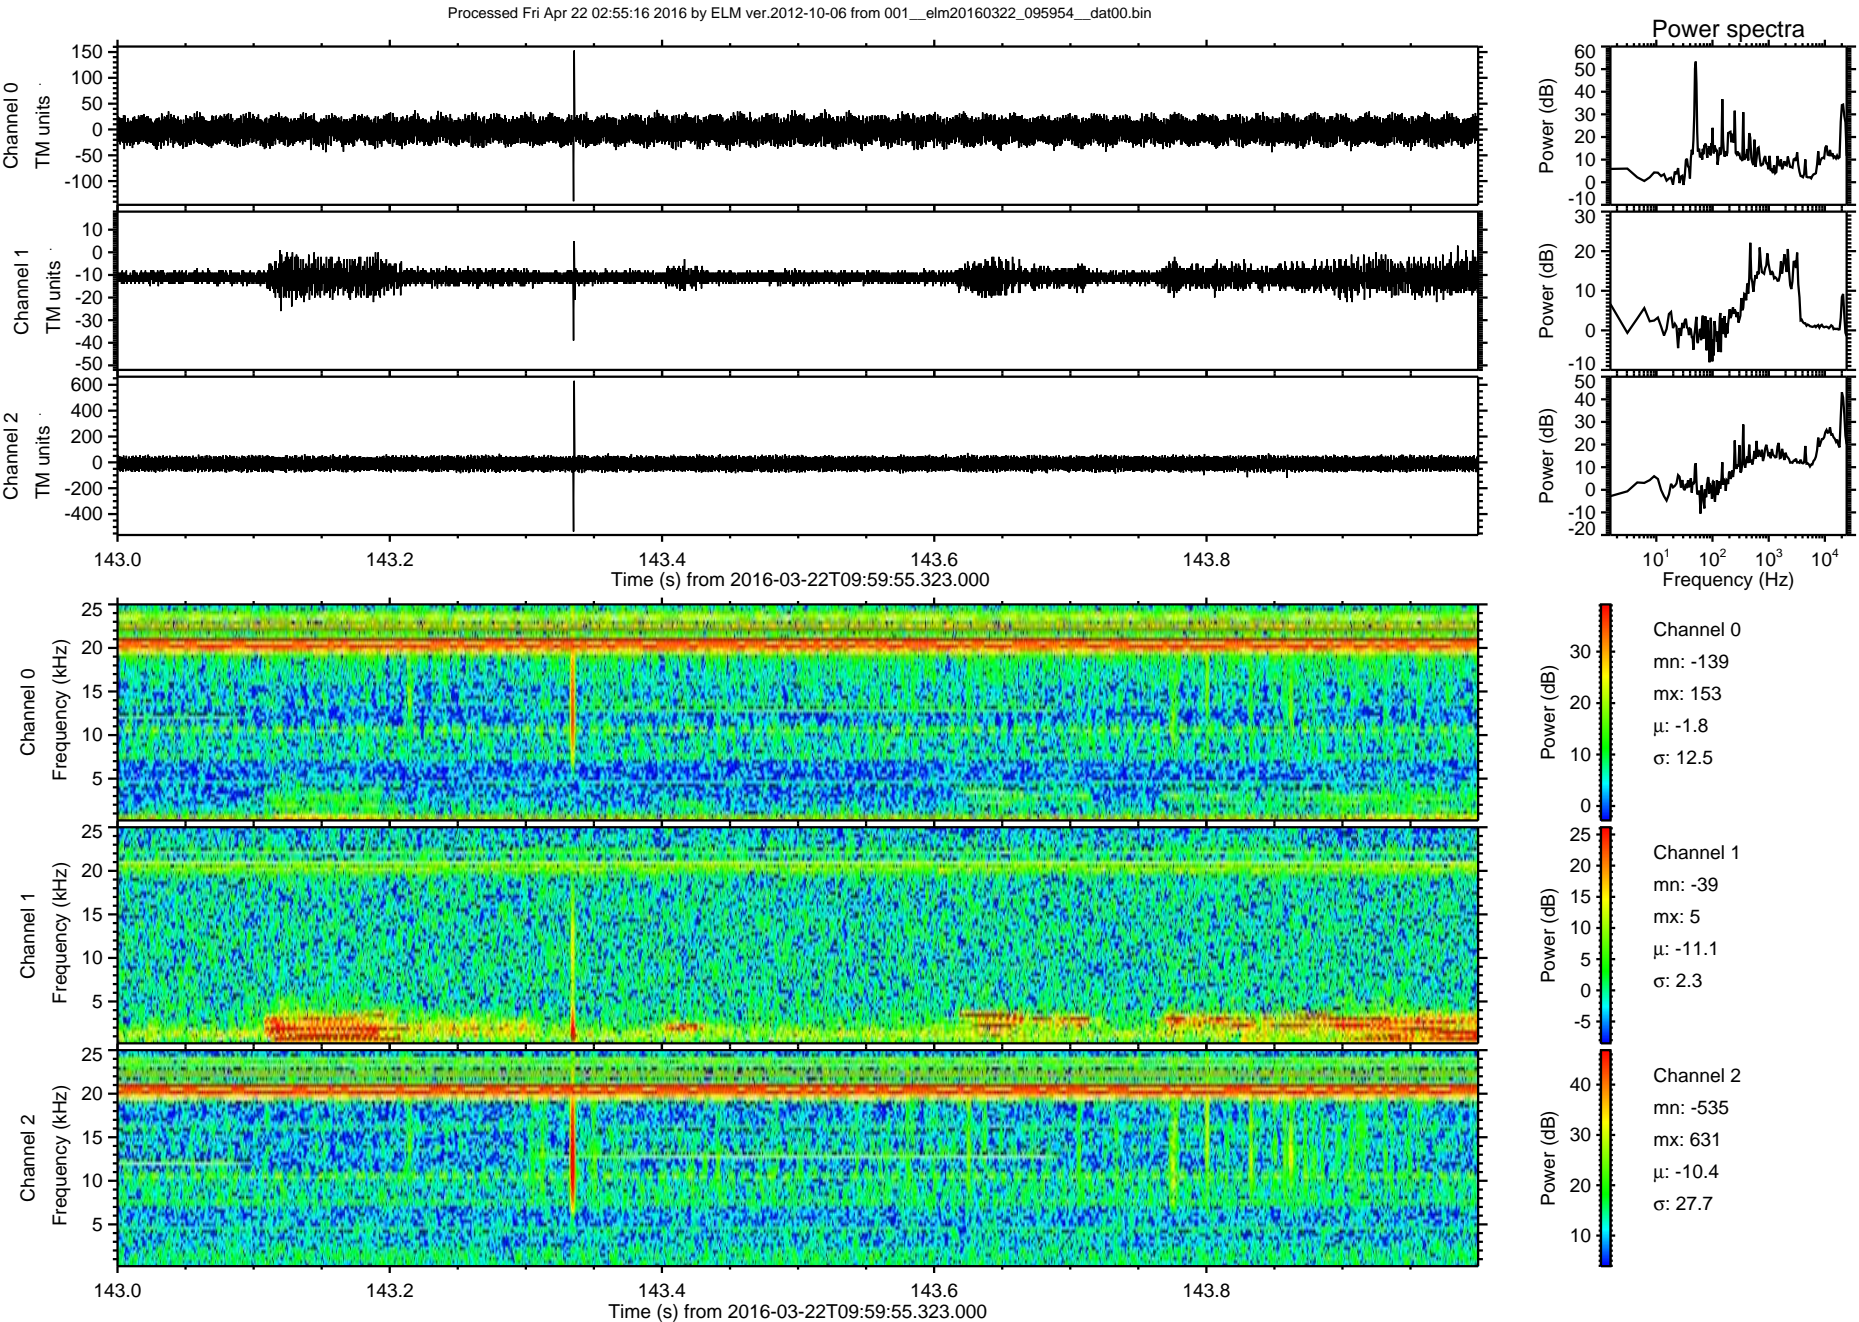 Processed Fri Apr 22 02:55:16 2016 by ELM ver.2012-10-06 from 001__elm20160322_095954__dat00.bin
Power spectra
Channel 0
TM units
150
100
50
0
-50
-100
Power (dB)
60
50
40
30
20
10
0
-10
Channel 1
TM units
10
0
-10
-20
-30
-40
-50
Power (dB)
30
20
10
0
-10
Channel 2
TM units
600
400
200
0
-200
-400
Power (dB)
50
40
30
20
10
0
-10
-20
143.0 143.2 143.4 143.6 143.8
Time (s) from 2016-03-22T09:59:55.323.000
10^1 10^2 10^3 10^4
Frequency (Hz)
Channel 0
Frequency (kHz)
25
20
15
10
5
Power (dB)
30
20
10
0
Channel 0
mn: -139
mx: 153
μ: -1.8
σ: 12.5
Channel 1
Frequency (kHz)
25
20
15
10
5
Power (dB)
25
20
15
10
5
0
-5
Channel 1
mn: -39
mx: 5
μ: -11.1
σ: 2.3
Channel 2
Frequency (kHz)
25
20
15
10
5
Power (dB)
40
30
20
10
Channel 2
mn: -535
mx: 631
μ: -10.4
σ: 27.7
143.0 143.2 143.4 143.6 143.8
Time (s) from 2016-03-22T09:59:55.323.000